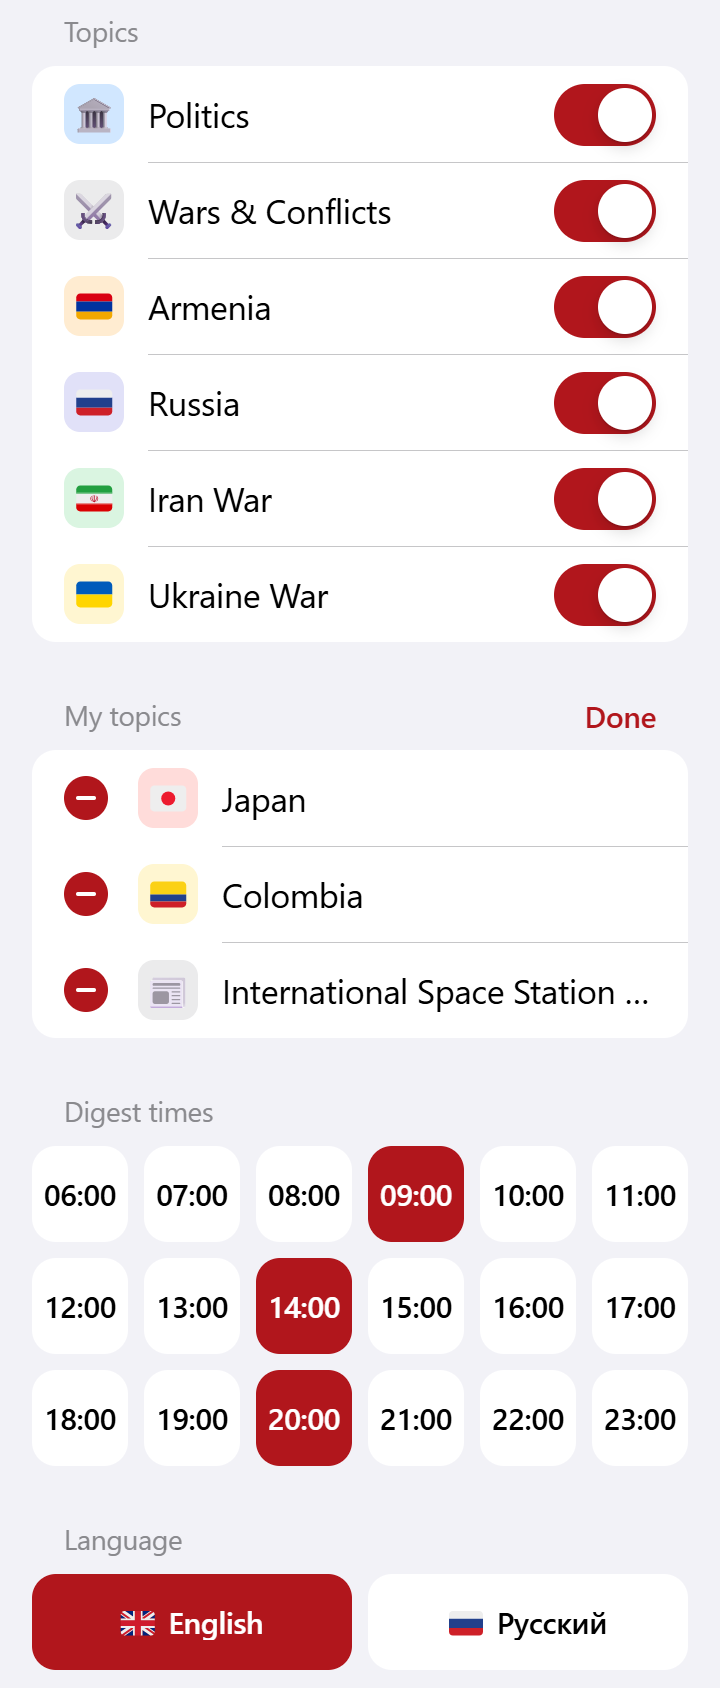 Topics
Politics
Wars & Conflicts
Armenia
Russia
Iran War
Ukraine War
My topics
Done
Japan
Colombia
International Space Station ...
Digest times
06:00 07:00 08:00 09:00 10:00 11:00
12:00 13:00 14:00 15:00 16:00 17:00
18:00 19:00 20:00 21:00 22:00 23:00
Language
English Русский